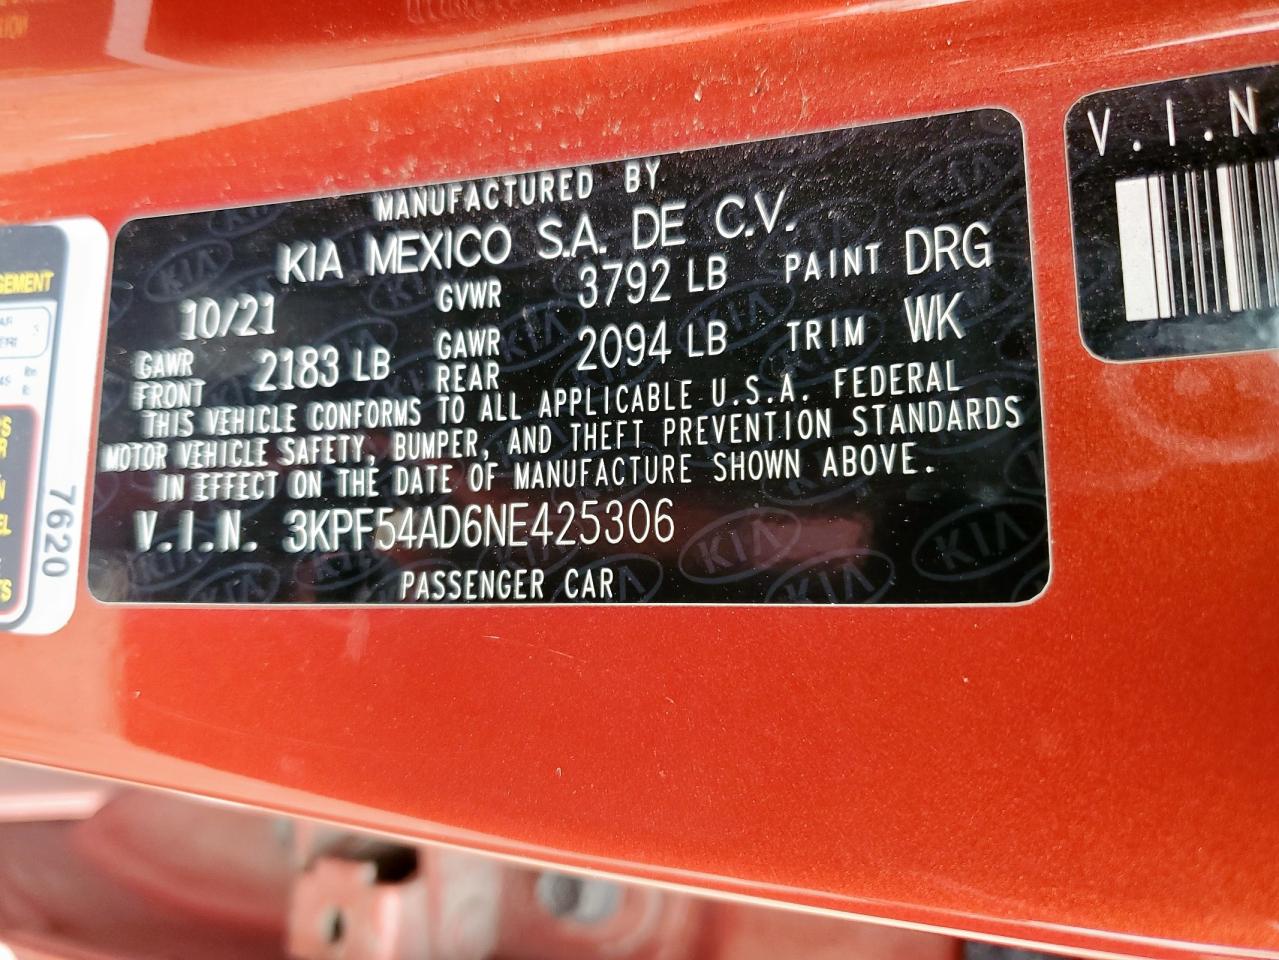 MANUFACTURED BY
KIA MEXICO S.A. DE C.V.
10/21 GVWR 3792 LB PAINT DRG
GAWR FRONT 2183 LB GAWR REAR 2094 LB TRIM WK
THIS VEHICLE CONFORMS TO ALL APPLICABLE U.S.A. FEDERAL
MOTOR VEHICLE SAFETY, BUMPER, AND THEFT PREVENTION STANDARDS
IN EFFECT ON THE DATE OF MANUFACTURE SHOWN ABOVE.
V.I.N. 3KPF54AD6NE425306
PASSENGER CAR
V.I.N
7620